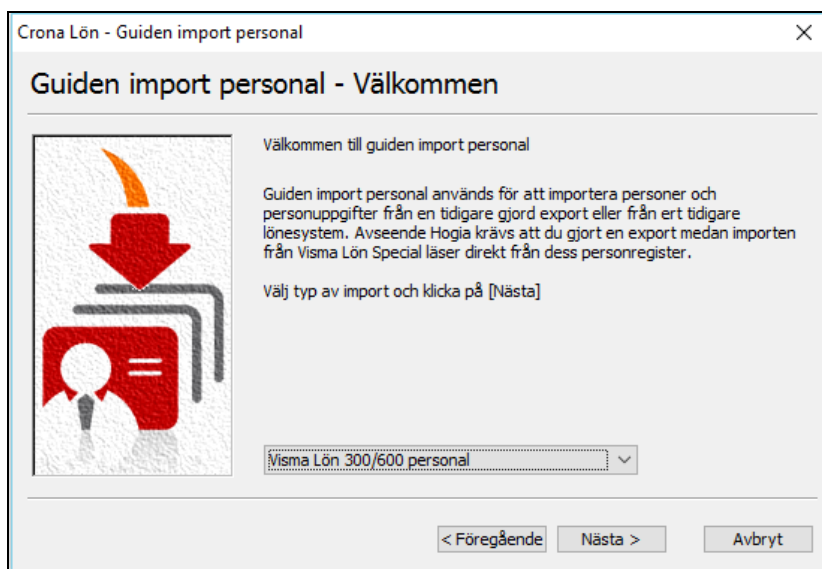 Crona Lön - Guiden import personal
Guiden import personal - Välkommen
Välkommen till guiden import personal
Guiden import personal används för att importera personer och
personuppgifter från en tidigare gjord export eller från ert tidigare
lönesystem. Avseende Hogia krävs att du gjort en export medan importen
från Visma Lön Special läser direkt från dess personregister.
Välj typ av import och klicka på [Nästa]
Visma Lön 300/600 personal
< Föregående
Nästa >
Avbryt